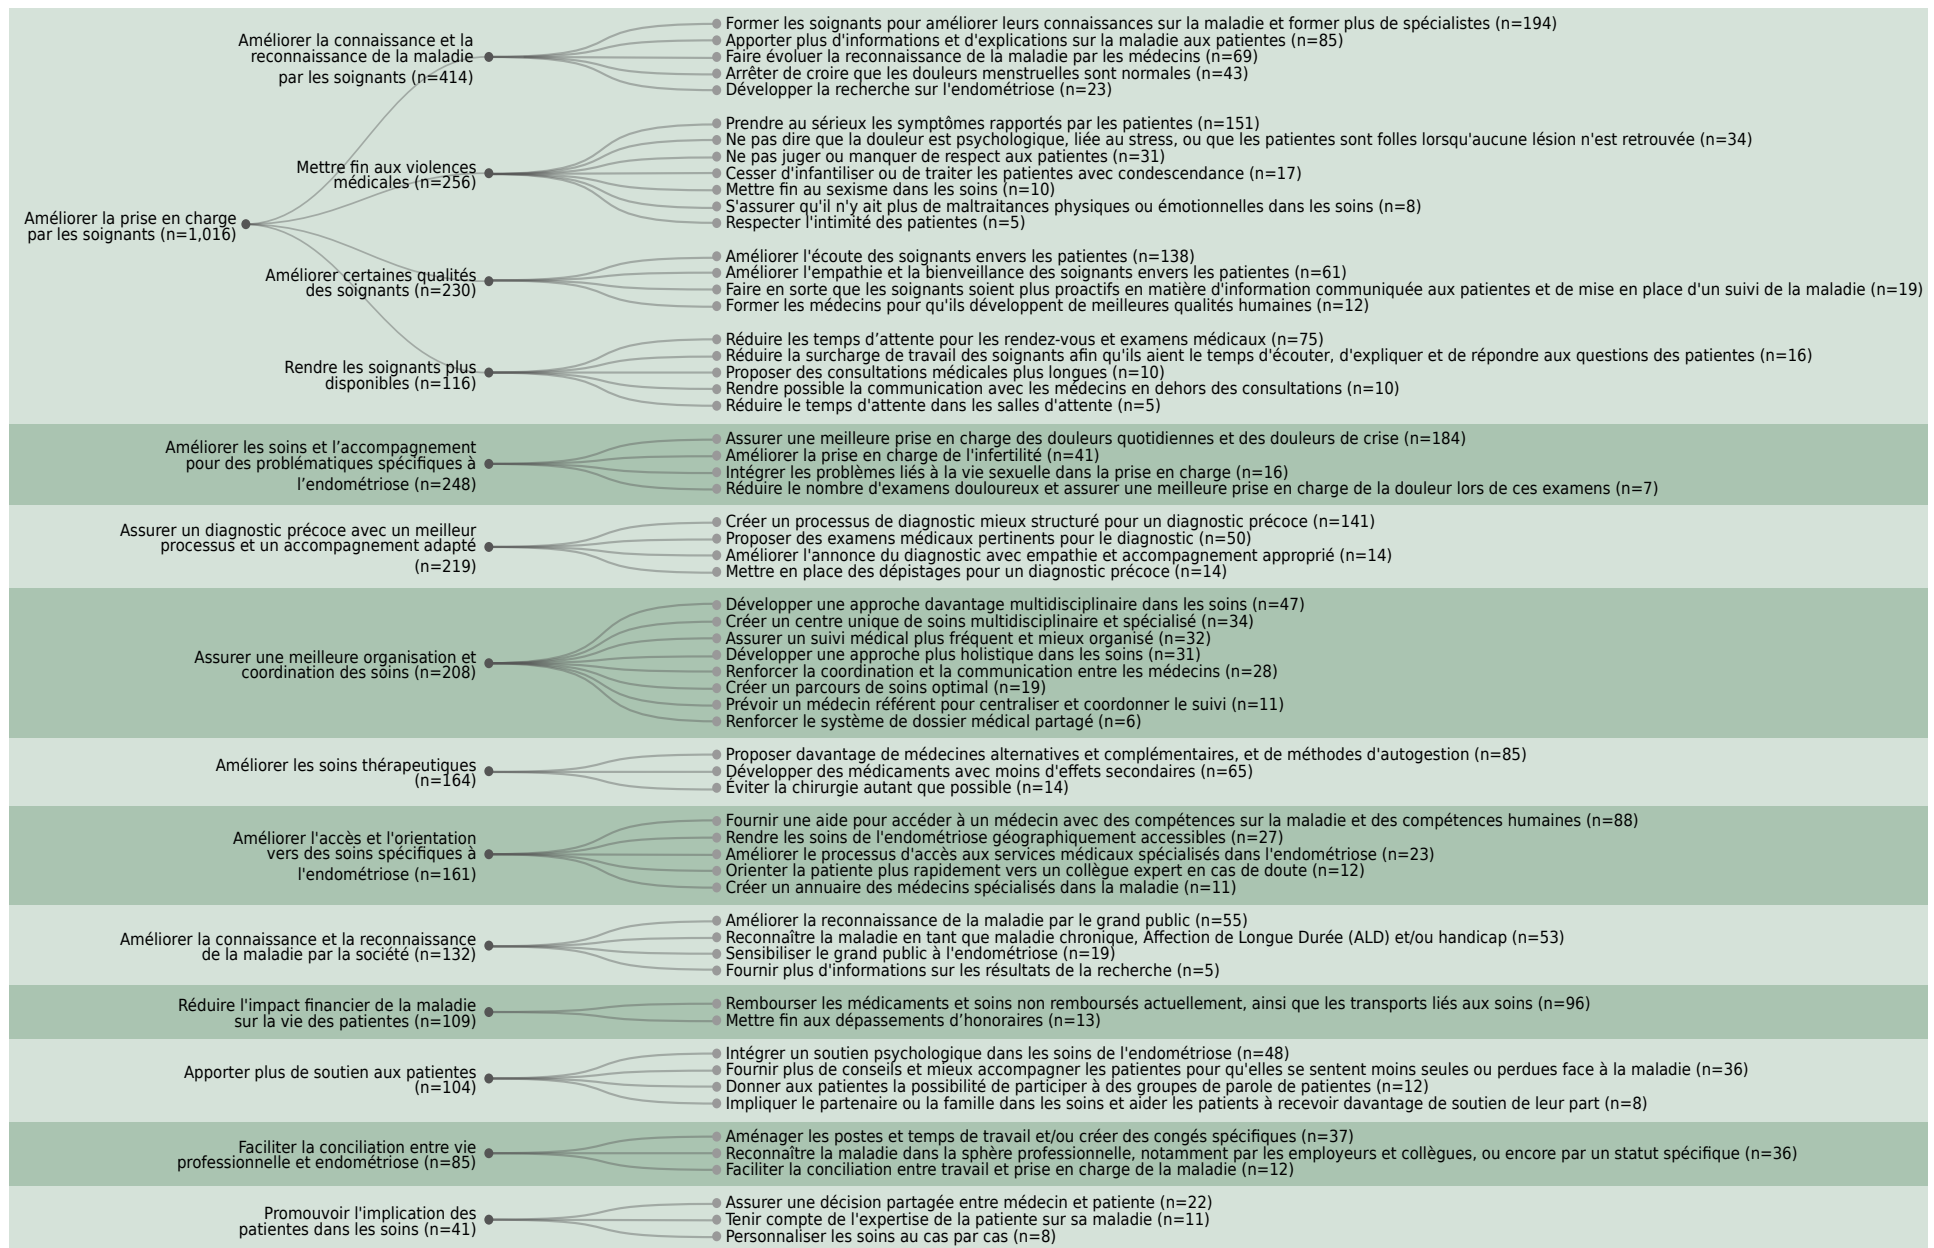 Améliorer la prise en charge
par les soignants (n=1,016)
Améliorer la connaissance et la
reconnaissance de la maladie
par les soignants (n=414)
Former les soignants pour améliorer leurs connaissances sur la maladie et former plus de spécialistes (n=194)
Apporter plus d'informations et d'explications sur la maladie aux patientes (n=85)
Faire évoluer la reconnaissance de la maladie par les médecins (n=69)
Arrêter de croire que les douleurs menstruelles sont normales (n=43)
Développer la recherche sur l'endométriose (n=23)
Mettre fin aux violences
médicales (n=256)
Prendre au sérieux les symptômes rapportés par les patientes (n=151)
Ne pas dire que la douleur est psychologique, liée au stress, ou que les patientes sont folles lorsqu'aucune lésion n'est retrouvée (n=34)
Ne pas juger ou manquer de respect aux patientes (n=31)
Cesser d'infantiliser ou de traiter les patientes avec condescendance (n=17)
Mettre fin au sexisme dans les soins (n=10)
S'assurer qu'il n'y ait plus de maltraitances physiques ou émotionnelles dans les soins (n=8)
Respecter l'intimité des patientes (n=5)
Améliorer certaines qualités
des soignants (n=230)
Améliorer l'écoute des soignants envers les patientes (n=138)
Améliorer l'empathie et la bienveillance des soignants envers les patientes (n=61)
Faire en sorte que les soignants soient plus proactifs en matière d'information communiquée aux patientes et de mise en place d'un suivi de la maladie (n=19)
Former les médecins pour qu'ils développent de meilleures qualités humaines (n=12)
Rendre les soignants plus
disponibles (n=116)
Réduire les temps d’attente pour les rendez-vous et examens médicaux (n=75)
Réduire la surcharge de travail des soignants afin qu'ils aient le temps d'écouter, d'expliquer et de répondre aux questions des patientes (n=16)
Proposer des consultations médicales plus longues (n=10)
Rendre possible la communication avec les médecins en dehors des consultations (n=10)
Réduire le temps d'attente dans les salles d'attente (n=5)
Améliorer les soins et l’accompagnement
pour des problématiques spécifiques à
l’endométriose (n=248)
Assurer une meilleure prise en charge des douleurs quotidiennes et des douleurs de crise (n=184)
Améliorer la prise en charge de l'infertilité (n=41)
Intégrer les problèmes liés à la vie sexuelle dans la prise en charge (n=16)
Réduire le nombre d'examens douloureux et assurer une meilleure prise en charge de la douleur lors de ces examens (n=7)
Assurer un diagnostic précoce avec un meilleur
processus et un accompagnement adapté
(n=219)
Créer un processus de diagnostic mieux structuré pour un diagnostic précoce (n=141)
Proposer des examens médicaux pertinents pour le diagnostic (n=50)
Améliorer l'annonce du diagnostic avec empathie et accompagnement approprié (n=14)
Mettre en place des dépistages pour un diagnostic précoce (n=14)
Assurer une meilleure organisation et
coordination des soins (n=208)
Développer une approche davantage multidisciplinaire dans les soins (n=47)
Créer un centre unique de soins multidisciplinaire et spécialisé (n=34)
Assurer un suivi médical plus fréquent et mieux organisé (n=32)
Développer une approche plus holistique dans les soins (n=31)
Renforcer la coordination et la communication entre les médecins (n=28)
Créer un parcours de soins optimal (n=19)
Prévoir un médecin référent pour centraliser et coordonner le suivi (n=11)
Renforcer le système de dossier médical partagé (n=6)
Améliorer les soins thérapeutiques
(n=164)
Proposer davantage de médecines alternatives et complémentaires, et de méthodes d'autogestion (n=85)
Développer des médicaments avec moins d'effets secondaires (n=65)
Éviter la chirurgie autant que possible (n=14)
Améliorer l'accès et l'orientation
vers des soins spécifiques à
l'endométriose (n=161)
Fournir une aide pour accéder à un médecin avec des compétences sur la maladie et des compétences humaines (n=88)
Rendre les soins de l'endométriose géographiquement accessibles (n=27)
Améliorer le processus d'accès aux services médicaux spécialisés dans l'endométriose (n=23)
Orienter la patiente plus rapidement vers un collègue expert en cas de doute (n=12)
Créer un annuaire des médecins spécialisés dans la maladie (n=11)
Améliorer la connaissance et la reconnaissance
de la maladie par la société (n=132)
Améliorer la reconnaissance de la maladie par le grand public (n=55)
Reconnaître la maladie en tant que maladie chronique, Affection de Longue Durée (ALD) et/ou handicap (n=53)
Sensibiliser le grand public à l'endométriose (n=19)
Fournir plus d'informations sur les résultats de la recherche (n=5)
Réduire l'impact financier de la maladie
sur la vie des patientes (n=109)
Rembourser les médicaments et soins non remboursés actuellement, ainsi que les transports liés aux soins (n=96)
Mettre fin aux dépassements d’honoraires (n=13)
Apporter plus de soutien aux patientes
(n=104)
Intégrer un soutien psychologique dans les soins de l'endométriose (n=48)
Fournir plus de conseils et mieux accompagner les patientes pour qu'elles se sentent moins seules ou perdues face à la maladie (n=36)
Donner aux patientes la possibilité de participer à des groupes de parole de patientes (n=12)
Impliquer le partenaire ou la famille dans les soins et aider les patients à recevoir davantage de soutien de leur part (n=8)
Faciliter la conciliation entre vie
professionnelle et endométriose (n=85)
Aménager les postes et temps de travail et/ou créer des congés spécifiques (n=37)
Reconnaître la maladie dans la sphère professionnelle, notamment par les employeurs et collègues, ou encore par un statut spécifique (n=36)
Faciliter la conciliation entre travail et prise en charge de la maladie (n=12)
Promouvoir l'implication des
patientes dans les soins (n=41)
Assurer une décision partagée entre médecin et patiente (n=22)
Tenir compte de l'expertise de la patiente sur sa maladie (n=11)
Personnaliser les soins au cas par cas (n=8)